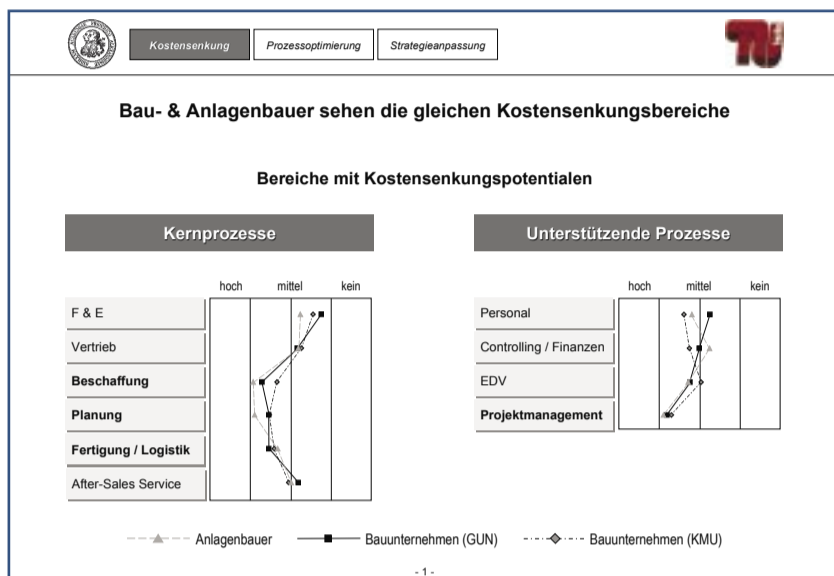 Kostensenkung
Prozessoptimierung
Strategieanpassung
Bau- & Anlagenbauer sehen die gleichen Kostensenkungsbereiche
Bereiche mit Kostensenkungspotentialen
Kernprozesse
hoch mittel kein
F & E
Vertrieb
Beschaffung
Planung
Fertigung / Logistik
After-Sales Service
Unterstützende Prozesse
hoch mittel kein
Personal
Controlling / Finanzen
EDV
Projektmanagement
Anlagenbauer Bauunternehmen (GUN) Bauunternehmen (KMU)
- 1 -